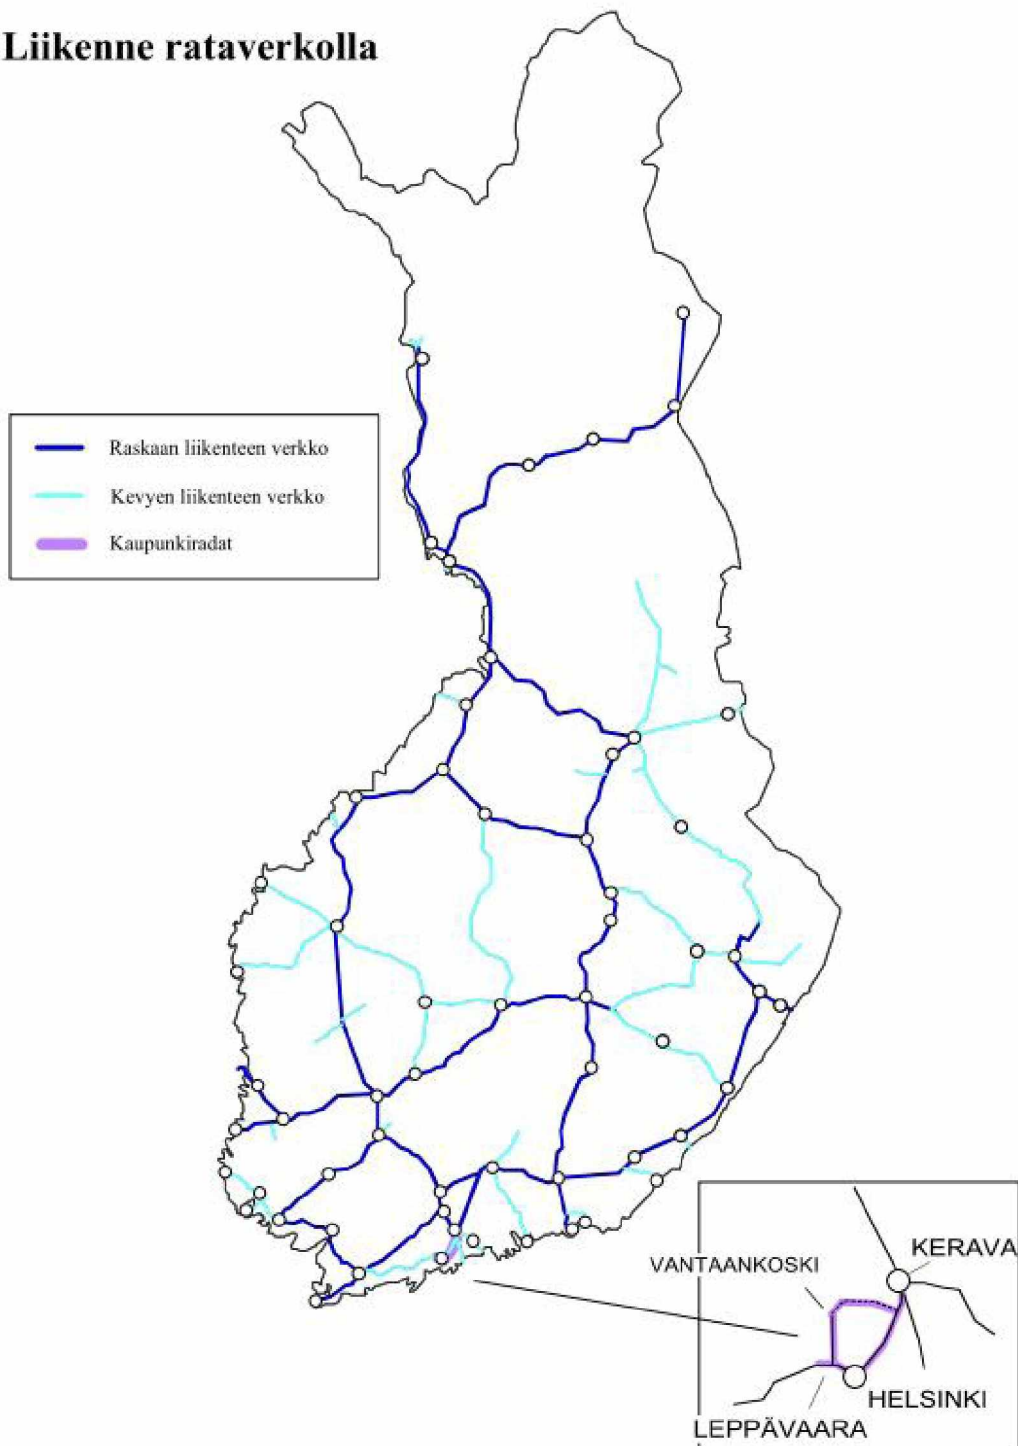 Liikenne rataverkolla
Raskaan liikenteen verkko
Kevyen liikenteen verkko
Kaupunkiradat
KERAVA
VANTAANKOSKI
HELSINKI
LEPPÄVAARA